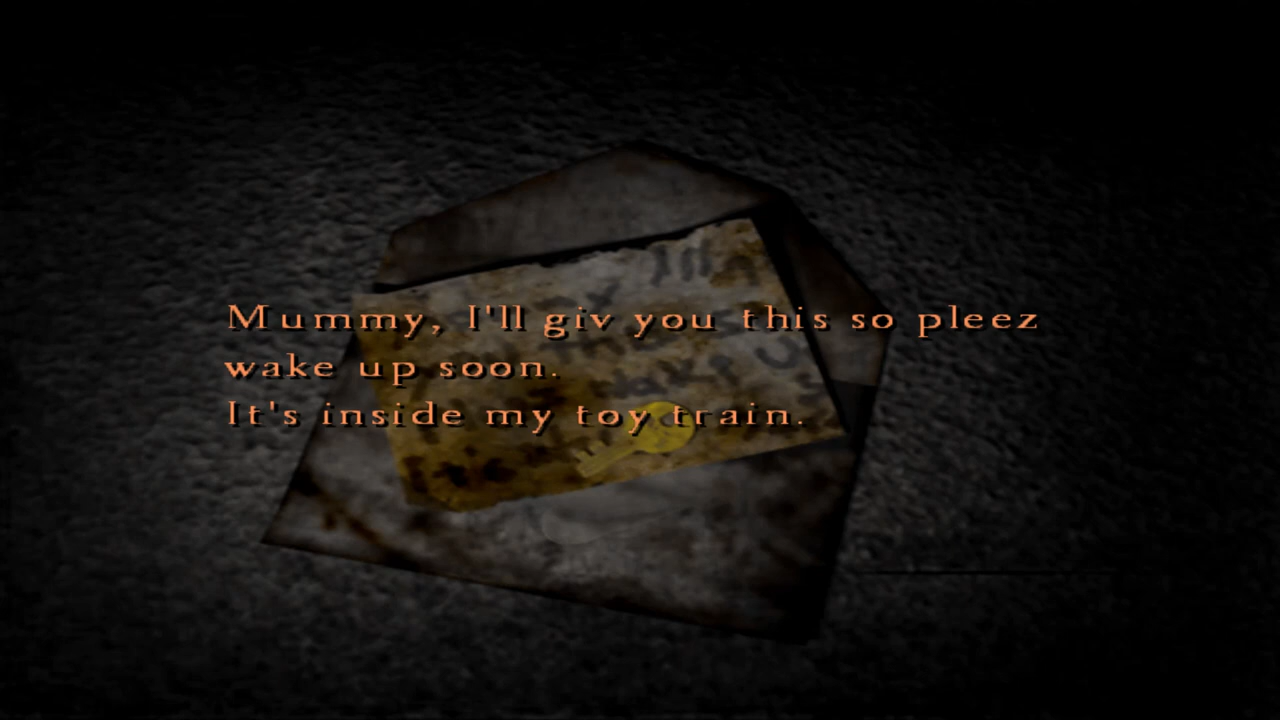 Mummy, I'll giv you this so pleez
wake up soon.
It's inside my toy train.